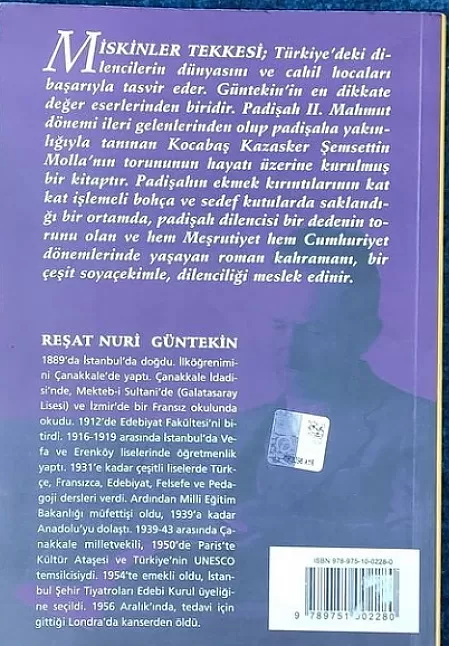 MİSKİNLER TEKKESİ; Türkiye'deki di-
lencilerin dünyasını ve cahil hocaları
başarıyla tasvir eder. Güntekin'in en dikkate
değer eserlerinden biridir. Padişah II. Mahmut
dönemi ileri gelenlerinden olup padişaha yakın-
lığıyla tanınan Kocabaş Kazasker Şemsettin
Molla'nın torununun hayatı üzerine kurulmuş
bir kitaptır. Padişahın ekmek kırıntılarının kat
kat işlemeli bohça ve sedef kutularda saklandı-
ğı bir ortamda, padişah dilencisi bir dedenin to-
runu olan ve hem Meşrutiyet hem Cumhuriyet
dönemlerinde yaşayan roman kahramanı, bir
çeşit soyaçekimle, dilenciliği meslek edinir.
REŞAT NURİ GÜNTEKİN
1889'da İstanbul'da doğdu. İlköğrenimi-
ni Çanakkale'de yaptı. Çanakkale İdadi-
si'nde, Mekteb-i Sultani'de (Galatasaray
Lisesi) ve İzmir'de bir Fransız okulunda
okudu. 1912'de Edebiyat Fakültesi'ni bi-
tirdi. 1916-1919 arasında İstanbul'da Ve-
fa ve Erenköy liselerinde öğretmenlik
yaptı. 1931'e kadar çeşitli liselerde Türk-
çe, Fransızca, Edebiyat, Felsefe ve Peda-
goji dersleri verdi. Ardından Milli Eğitim
Bakanlığı müfettişi oldu, 1939'a kadar
Anadolu'yu dolaştı. 1939-43 arasında Ça-
nakkale milletvekili, 1950'de Paris'te
Kültür Ataşesi ve Türkiye'nin UNESCO
temsilcisiydi. 1954'te emekli oldu, İstan-
bul Şehir Tiyatroları Edebi Kurul üyeliği-
ne seçildi. 1956 Aralık'ında, tedavi için
gittiği Londra'da kanserden öldü.
ISBN 978-975-10-0228-0
9 789751 002280